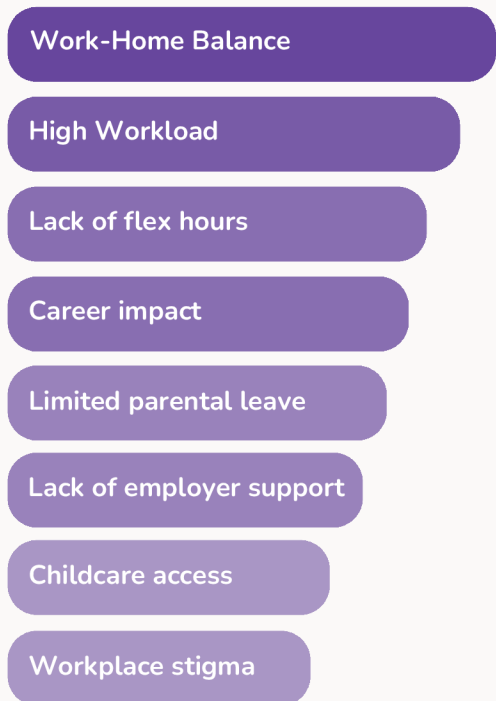 Work-Home Balance
High Workload
Lack of flex hours
Career impact
Limited parental leave
Lack of employer support
Childcare access
Workplace stigma